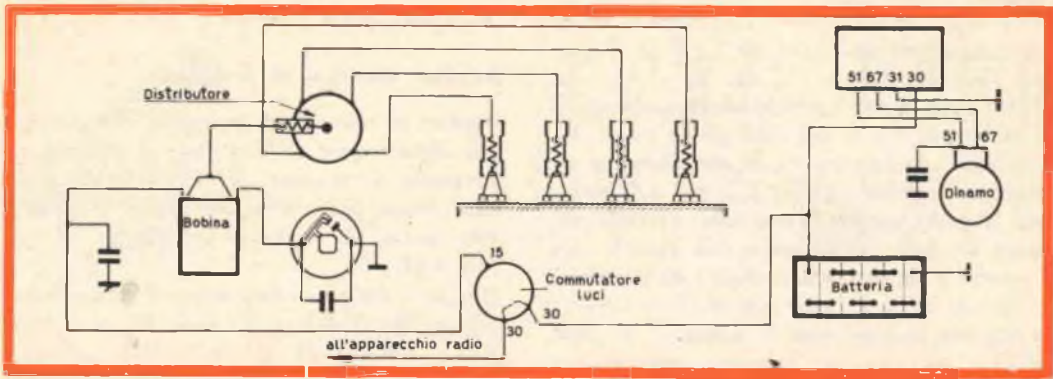 51 67 31 30
Distributore
51
67
Dinamo
Bobina
15
Commutatore
luci
Batteria
30
30
all'apparecchio radio